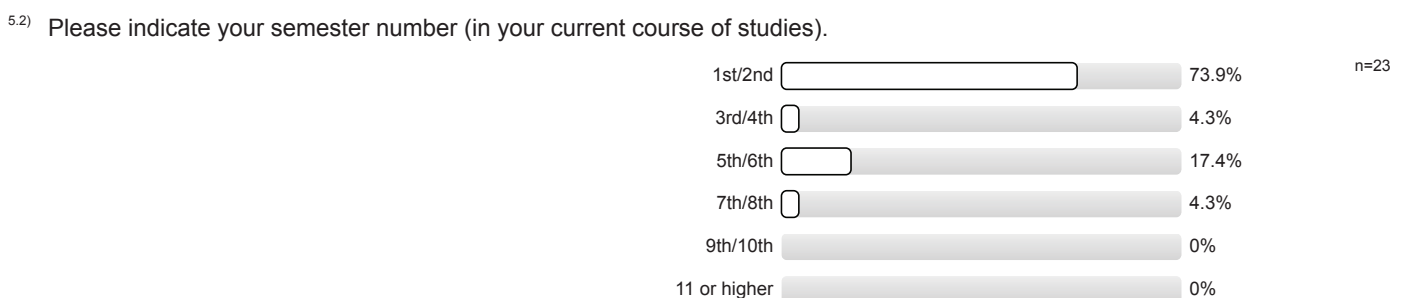 5.2) Please indicate your semester number (in your current course of studies).
1st/2nd 73.9% n=23
3rd/4th 4.3%
5th/6th 17.4%
7th/8th 4.3%
9th/10th 0%
11 or higher 0%